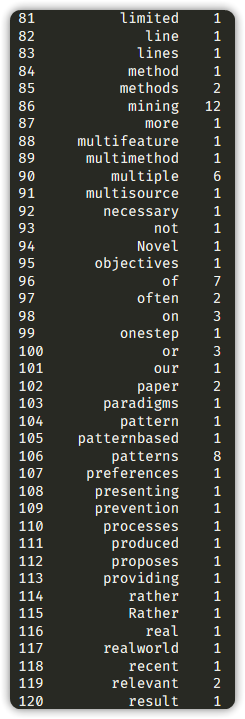 81 limited 1
82 line 1
83 lines 1
84 method 1
85 methods 2
86 mining 12
87 more 1
88 multifeature 1
89 multimethod 1
90 multiple 6
91 multisource 1
92 necessary 1
93 not 1
94 Novel 1
95 objectives 1
96 of 7
97 often 2
98 on 3
99 onestep 1
100 or 3
101 our 1
102 paper 2
103 paradigms 1
104 pattern 1
105 patternbased 1
106 patterns 8
107 preferences 1
108 presenting 1
109 prevention 1
110 processes 1
111 produced 1
112 proposes 1
113 providing 1
114 rather 1
115 Rather 1
116 real 1
117 realworld 1
118 recent 1
119 relevant 2
120 result 1